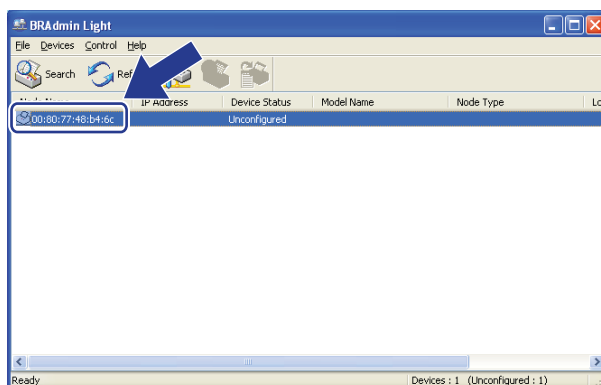 BRAdmin Light
File Devices Control Help
Search
IP Address Device Status Model Name Node Type
00:80:77:48:b4:6c Unconfigured
Ready Devices : 1 (Unconfigured : 1)